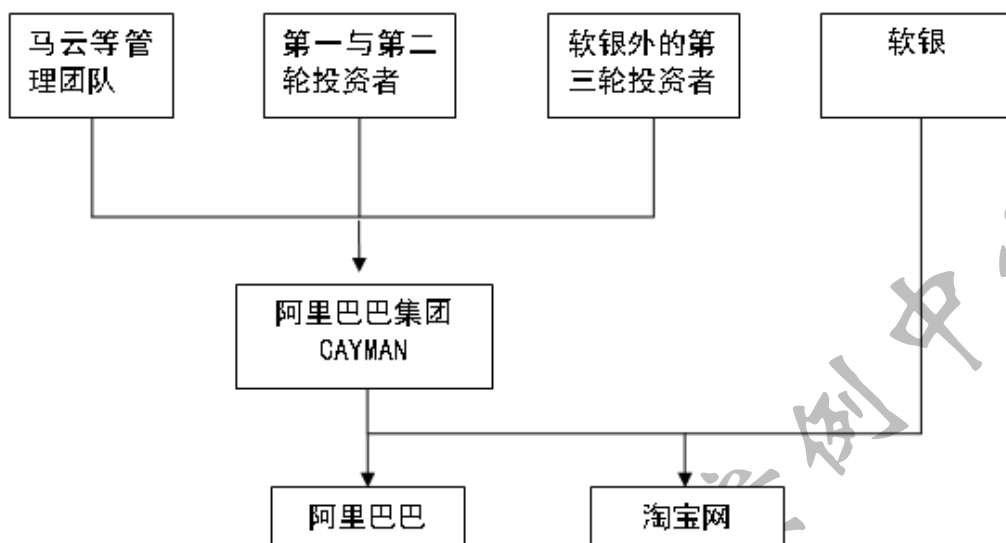 马云等管
理团队
第一与第二
轮投资者
软银外的第
三轮投资者
软银
阿里巴巴集团
CAYMAN
阿里巴巴
淘宝网
例中